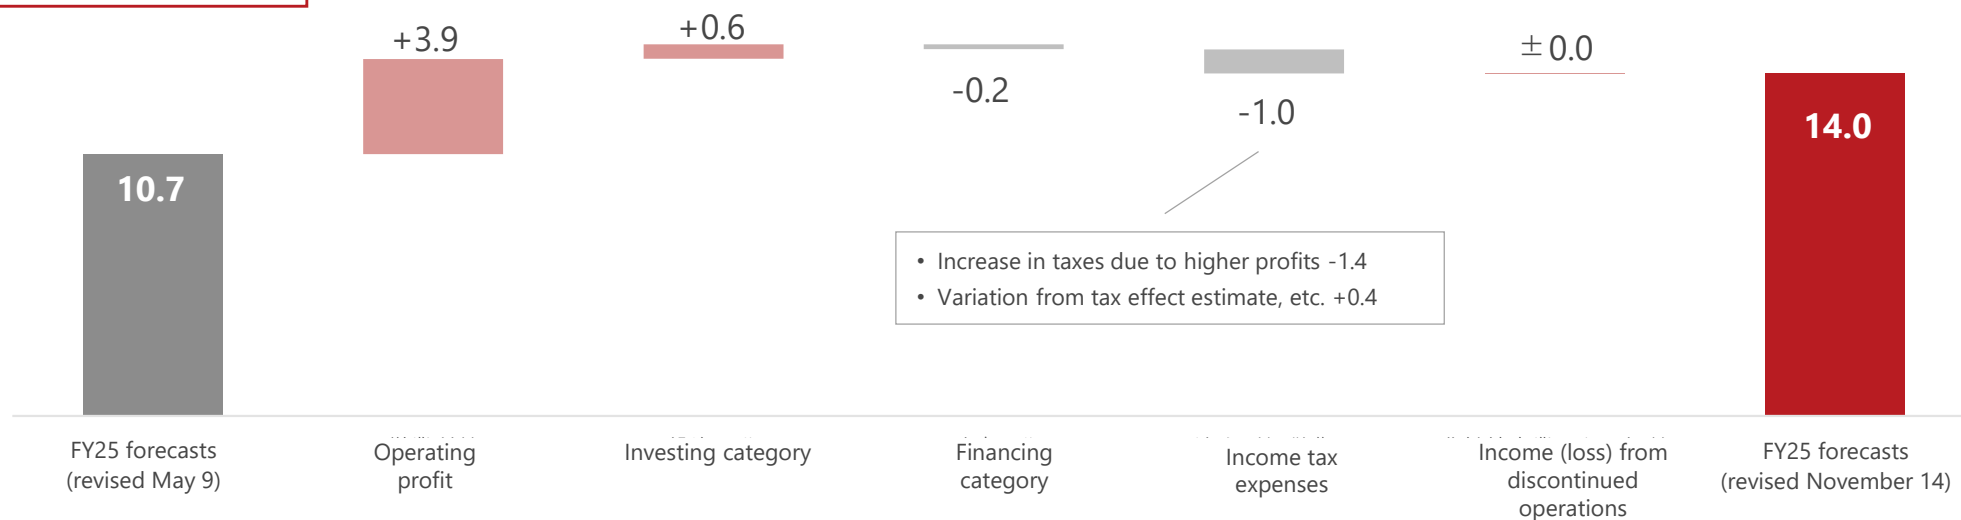 +3.9
+0.6
-0.2
-1.0
±0.0
14.0
10.7
• Increase in taxes due to higher profits -1.4
• Variation from tax effect estimate, etc. +0.4
FY25 forecasts
(revised May 9)
Operating
profit
Investing category
Financing
category
Income tax
expenses
Income (loss) from
discontinued
operations
FY25 forecasts
(revised November 14)